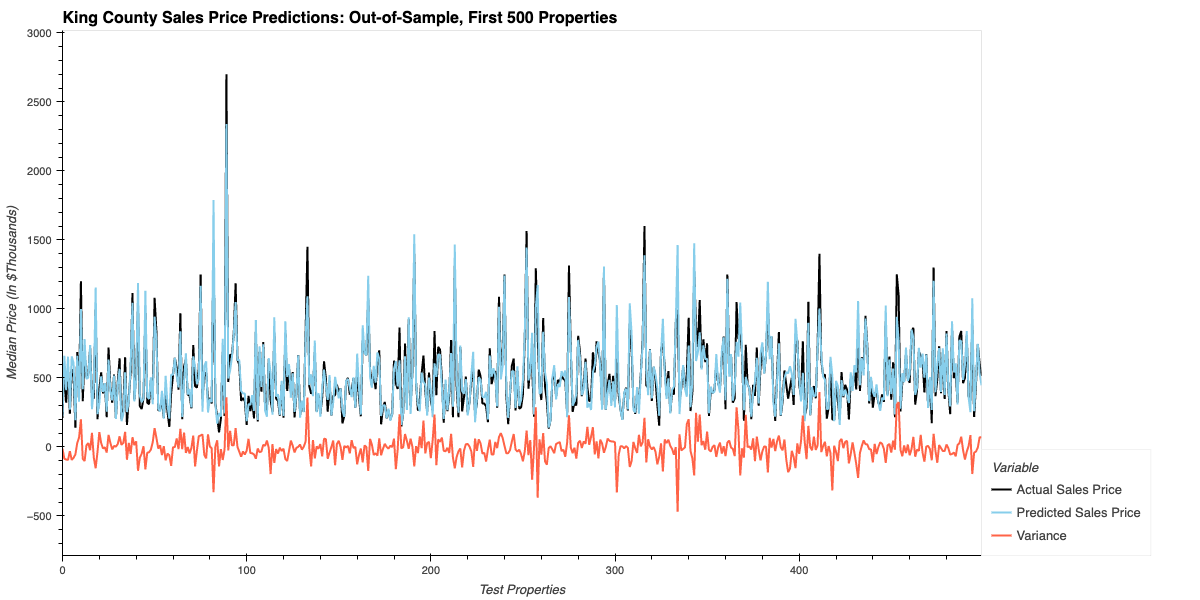 King County Sales Price Predictions: Out-of-Sample, First 500 Properties
3000
2500
2000
1500
1000
500
0
−500
Median Price (In $Thousands)
0
100
200
300
400
Test Properties
Variable
Actual Sales Price
Predicted Sales Price
Variance